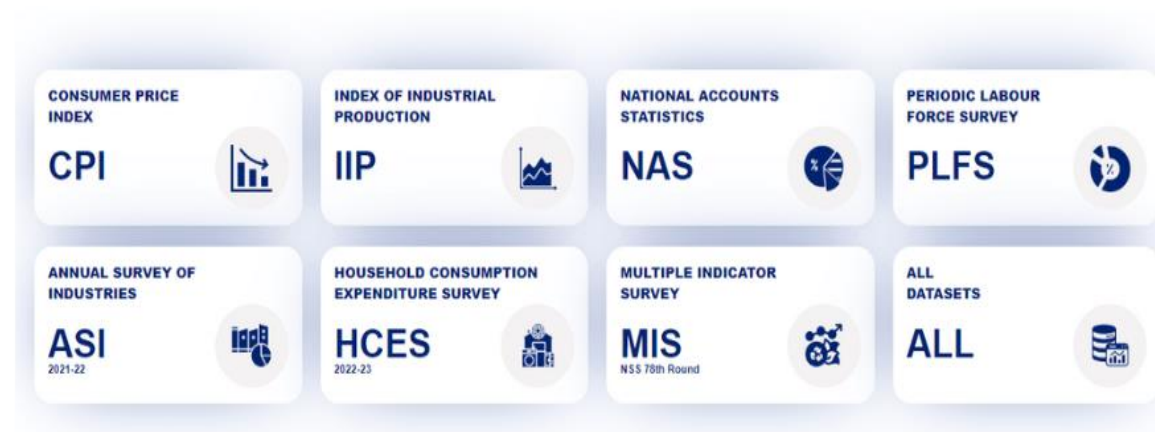 CONSUMER PRICE
INDEX
CPI
INDEX OF INDUSTRIAL
PRODUCTION
IIP
NATIONAL ACCOUNTS
STATISTICS
NAS
%
PERIODIC LABOUR
FORCE SURVEY
PLFS
%
ANNUAL SURVEY OF
INDUSTRIES
ASI
2021-22
HOUSEHOLD CONSUMPTION
EXPENDITURE SURVEY
HCES
2022-23
MULTIPLE INDICATOR
SURVEY
MIS
NSS 78th Round
ALL
DATASETS
ALL